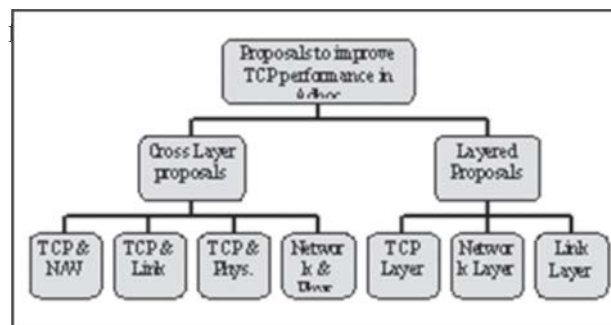 Proposals to improve
TCP performance in
Adhoc
Cross Layer
proposals
Layered
Proposals
TCP &
N/W
TCP &
Link
TCP &
Phys.
Networ
k &
TCP
Layer
Networ
k Layer
Link
Layer